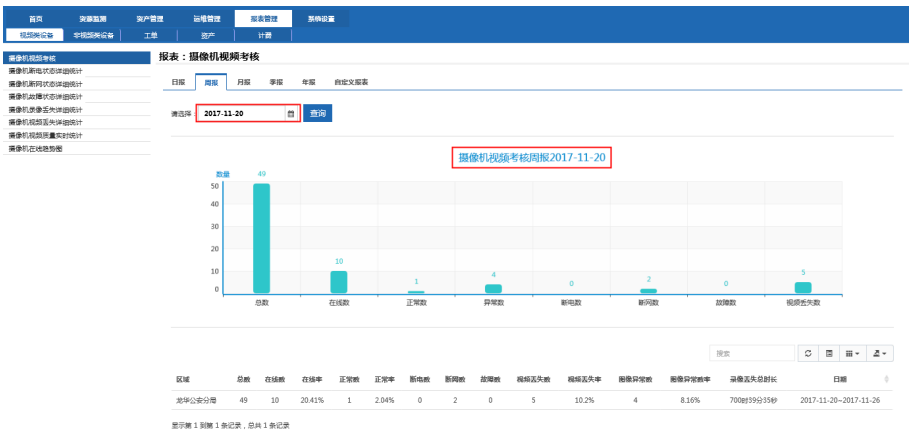 首页 资源监测 资产管理 运维管理 报表管理 系统设置
视频类设备 非视频类设备 工单 资产 计算
摄像机视频考核
摄像机断电状态详细统计
摄像机断网状态详细统计
摄像机故障状态详细统计
摄像机录像丢失详细统计
摄像机视频丢失详细统计
摄像机视频质量实时统计
摄像机在线趋势图
报表：摄像机视频考核
日报 周报 月报 季报 年报 自定义报表
请选择： 2017-11-20 查询
摄像机视频考核周报2017-11-20
数量
50
40
30
20
10
0
49 10 1 4 0 2 0 5
总数 在线数 正常数 异常数 断电数 断网数 故障数 视频丢失数
搜索
区域 总数 在线数 在线率 正常数 正常率 断电数 断网数 故障数 视频丢失数 视频丢失率 图像异常数 图像异常数率 录像丢失总时长 日期
龙华公安分局 49 10 20.41% 1 2.04% 0 2 0 5 10.2% 4 8.16% 700时39分35秒 2017-11-20~2017-11-26
显示第 1 到第 1 条记录，总共 1 条记录